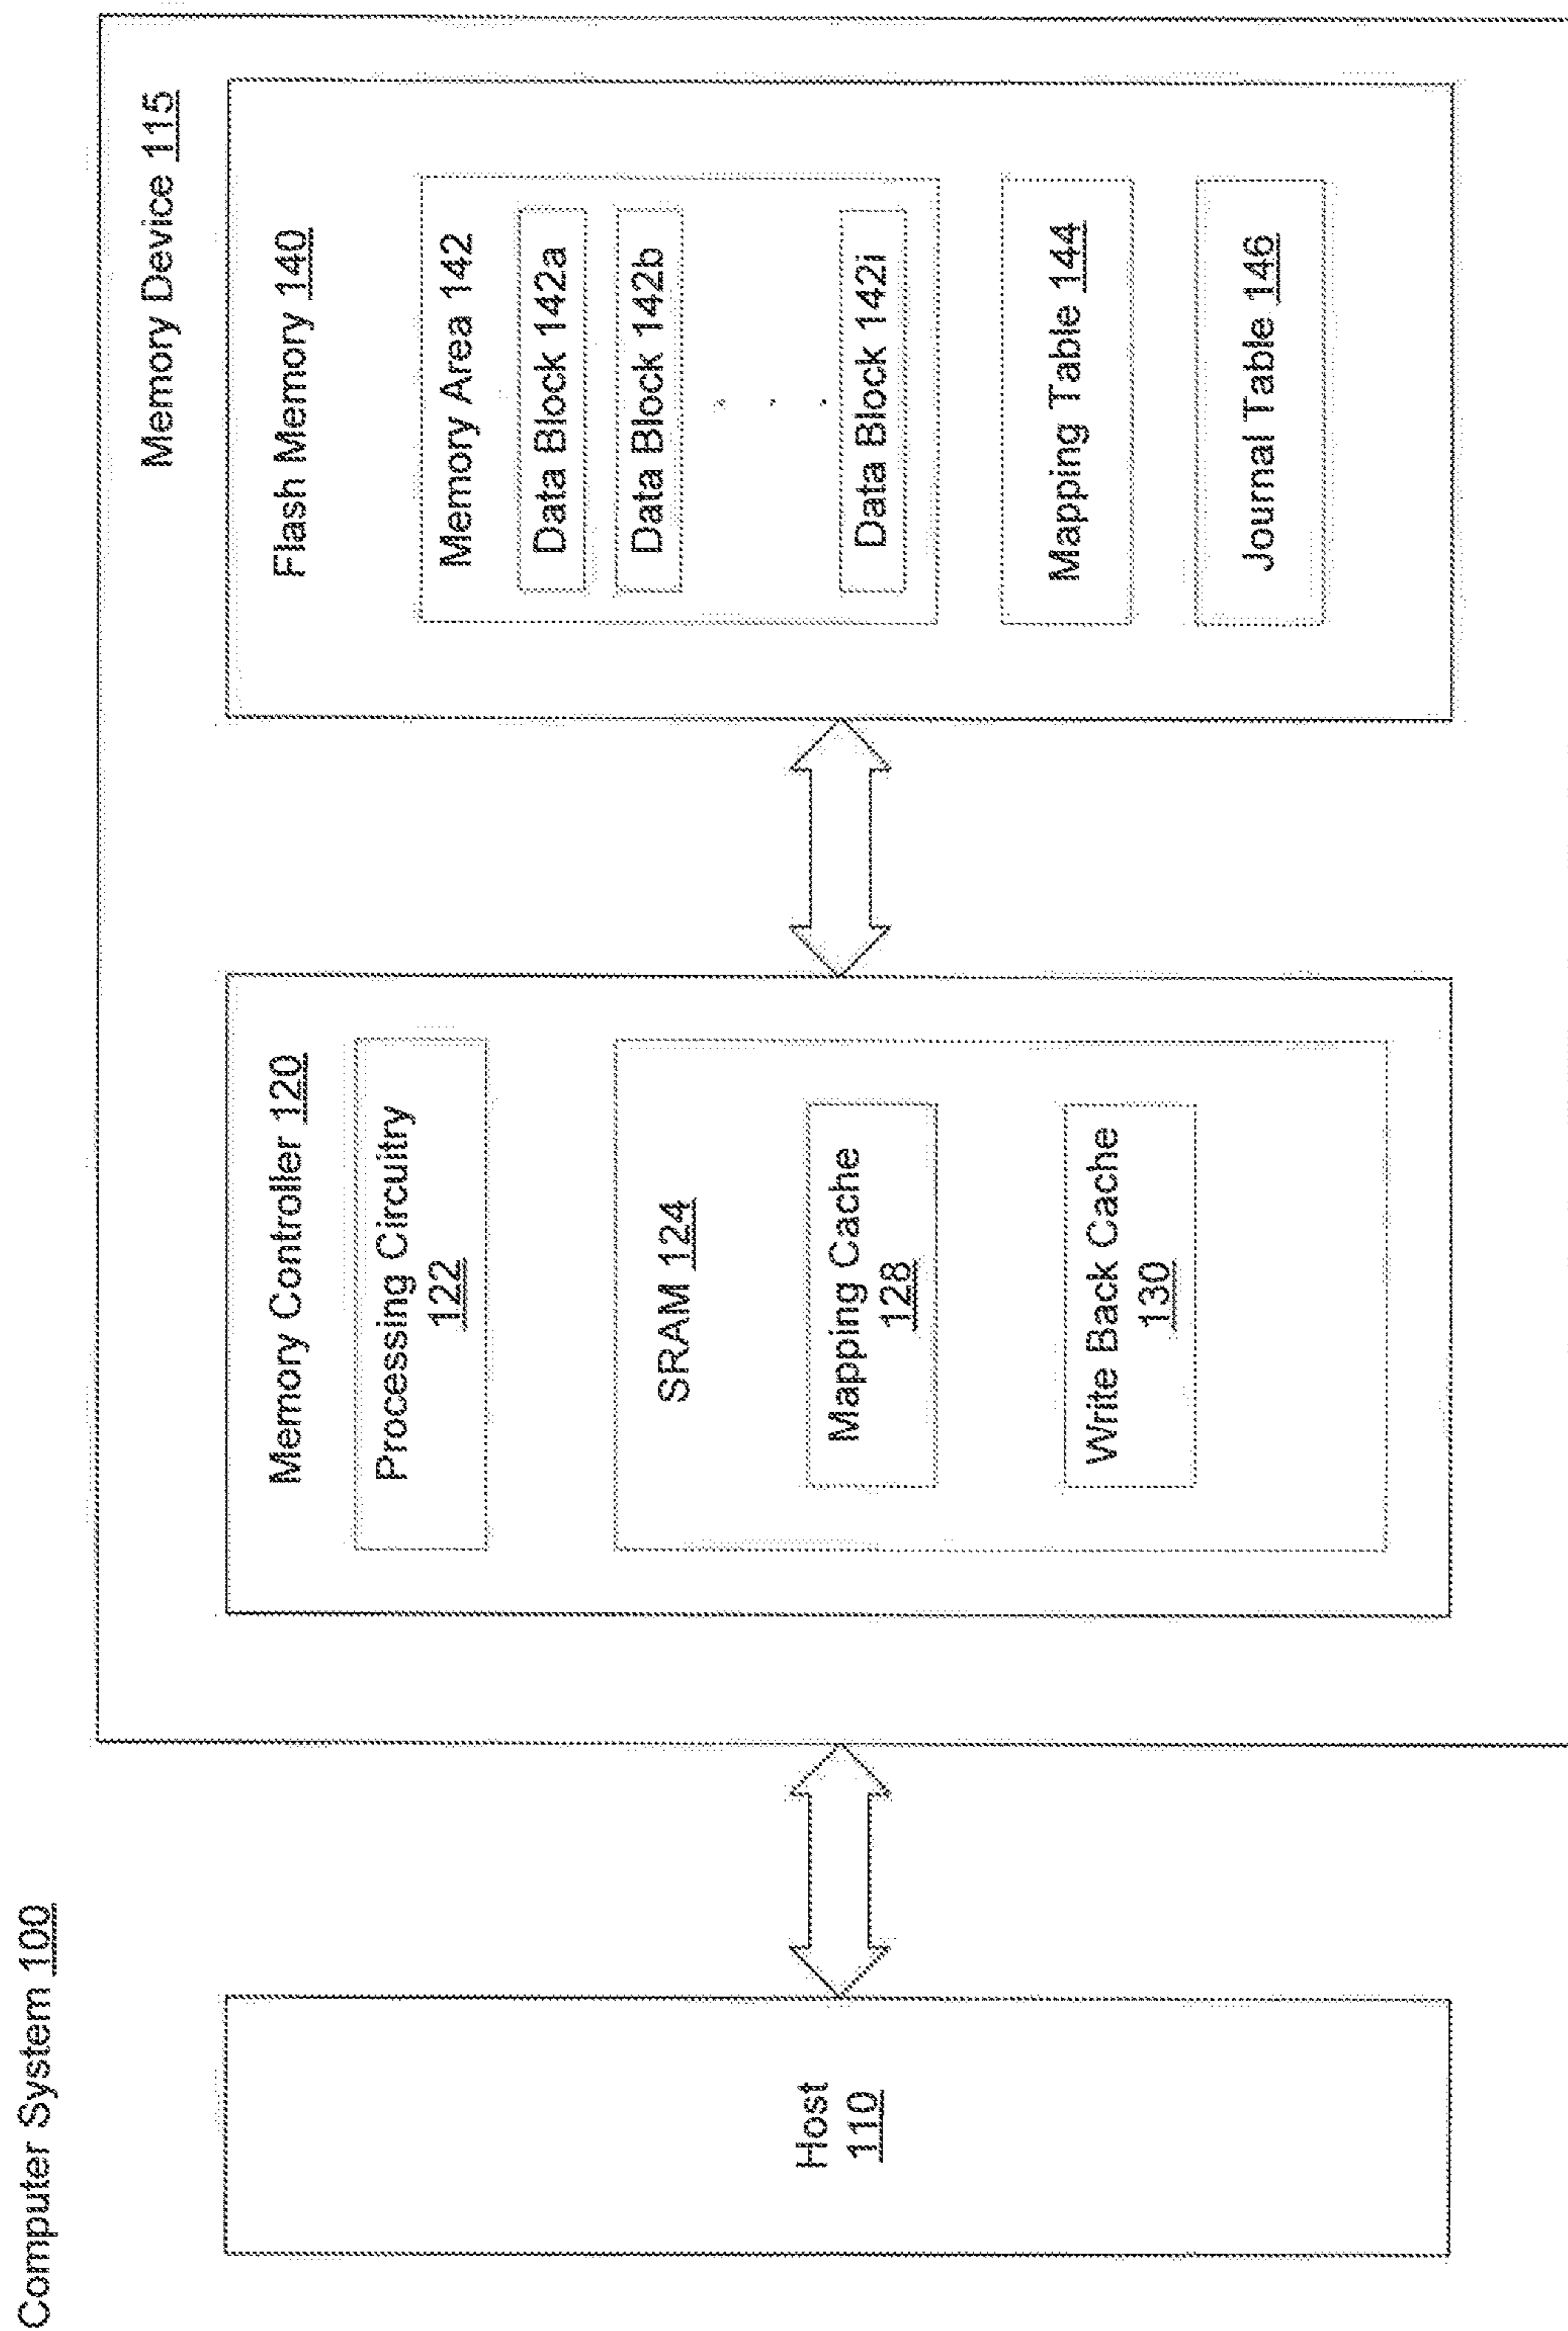 Computer System 100
Host
110
Memory Device 115
Memory Controller 120
Processing Circuitry
122
SRAM 124
Mapping Cache
128
Write Back Cache
130
Flash Memory 140
Memory Area 142
Data Block 142a
Data Block 142b
. . .
Data Block 142i
Mapping Table 144
Journal Table 146